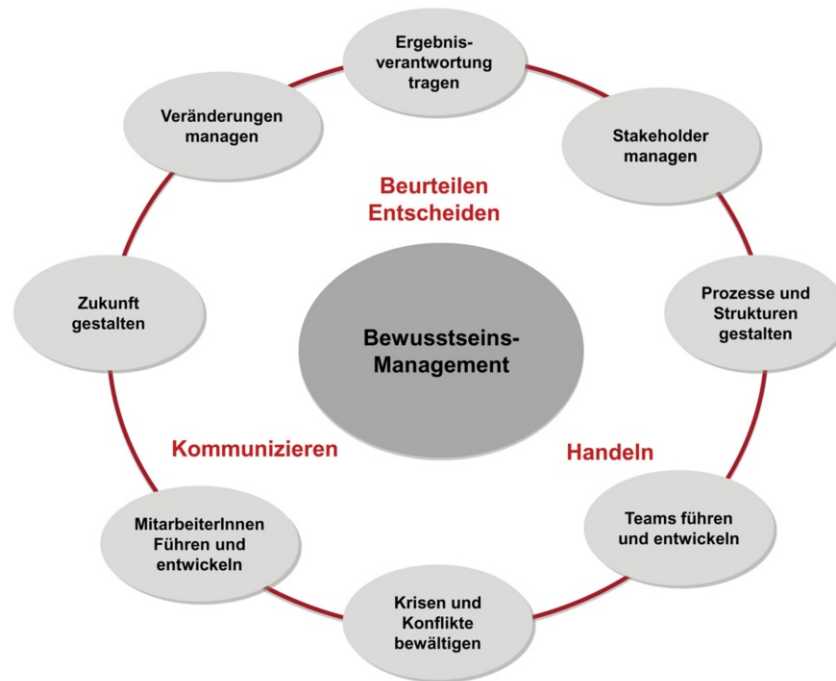 Ergebnis-
verantwortung
tragen
Veränderungen
managen
Stakeholder
managen
Beurteilen
Entscheiden
Zukunft
gestalten
Bewusstseins-
Management
Prozesse und
Strukturen
gestalten
Kommunizieren
Handeln
MitarbeiterInnen
Führen und
entwickeln
Teams führen
und entwickeln
Krisen und
Konflikte
bewältigen